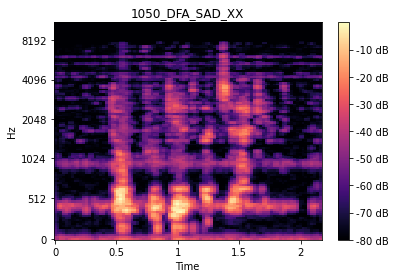 1050_DFA_SAD_XX
8192
4096
2048
1024
512
0
Hz
0
0.5
1
1.5
2
Time
-10 dB
-20 dB
-30 dB
-40 dB
-50 dB
-60 dB
-70 dB
-80 dB